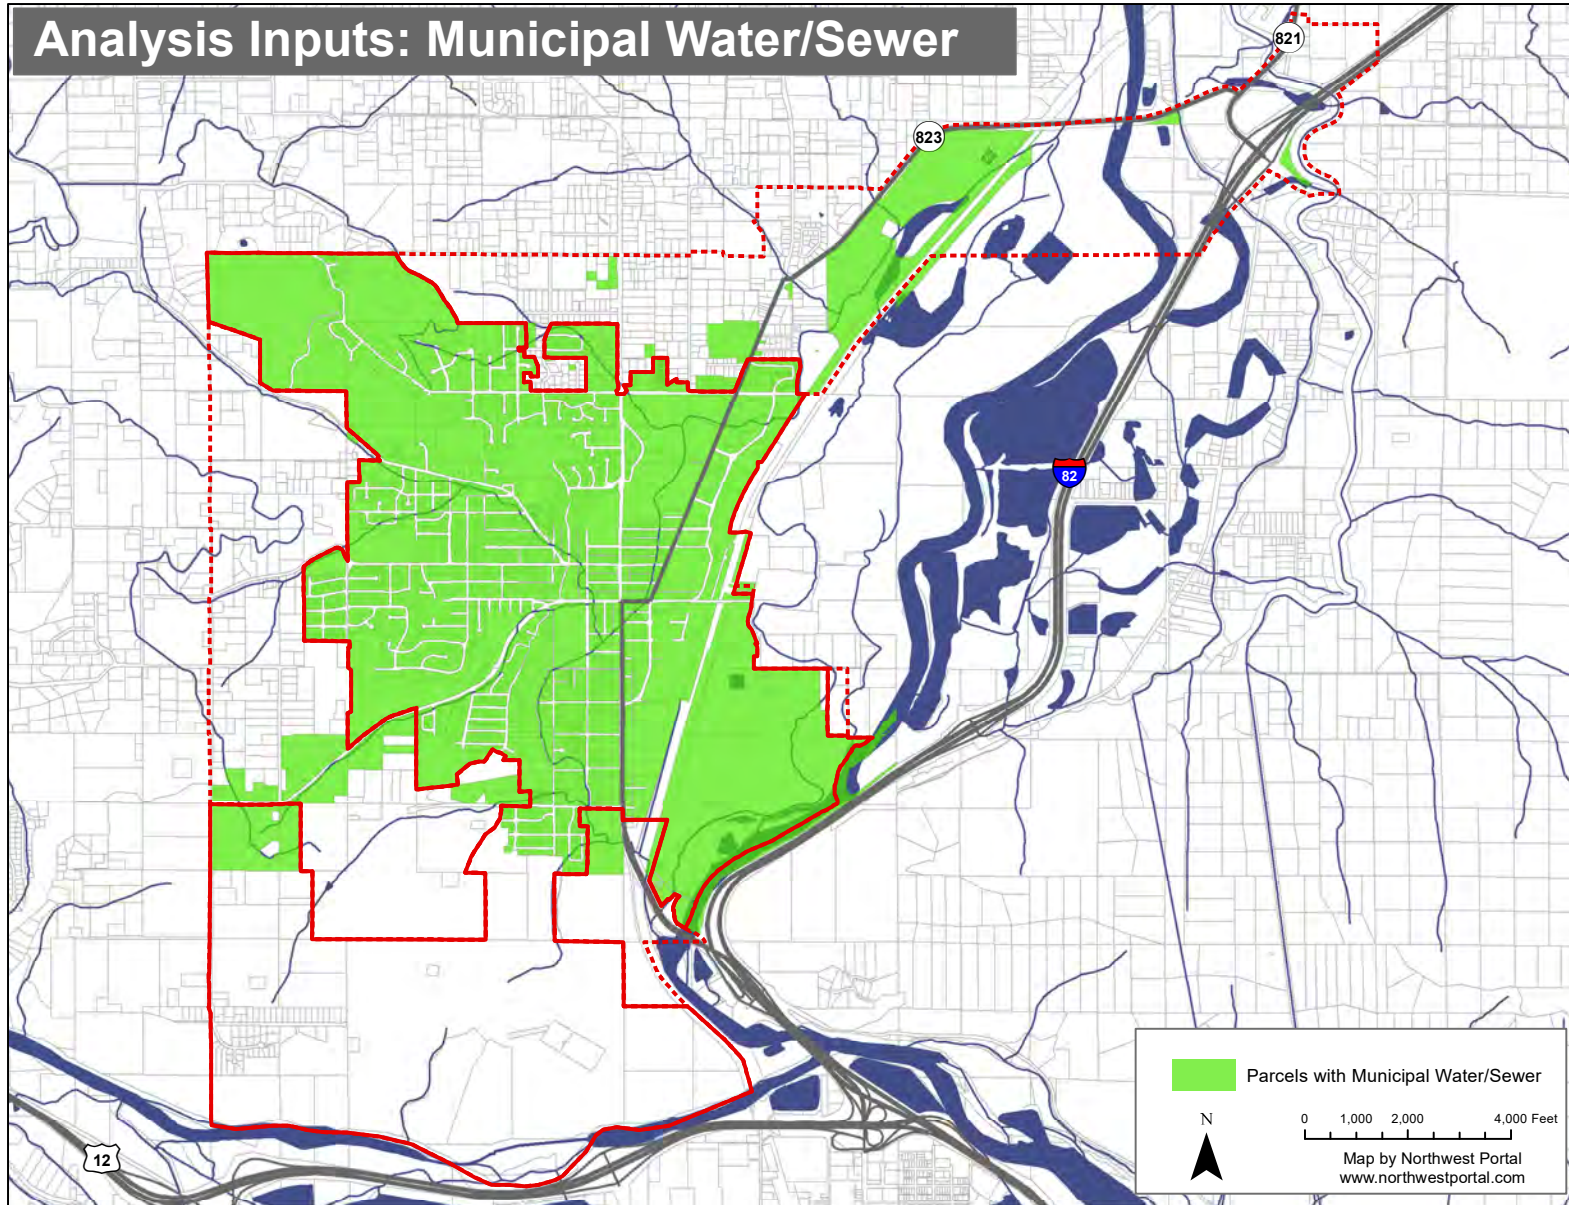 Analysis Inputs: Municipal Water/Sewer
821
823
82
12
Parcels with Municipal Water/Sewer
N
0 1,000 2,000 4,000 Feet
Map by Northwest Portal
www.northwestportal.com